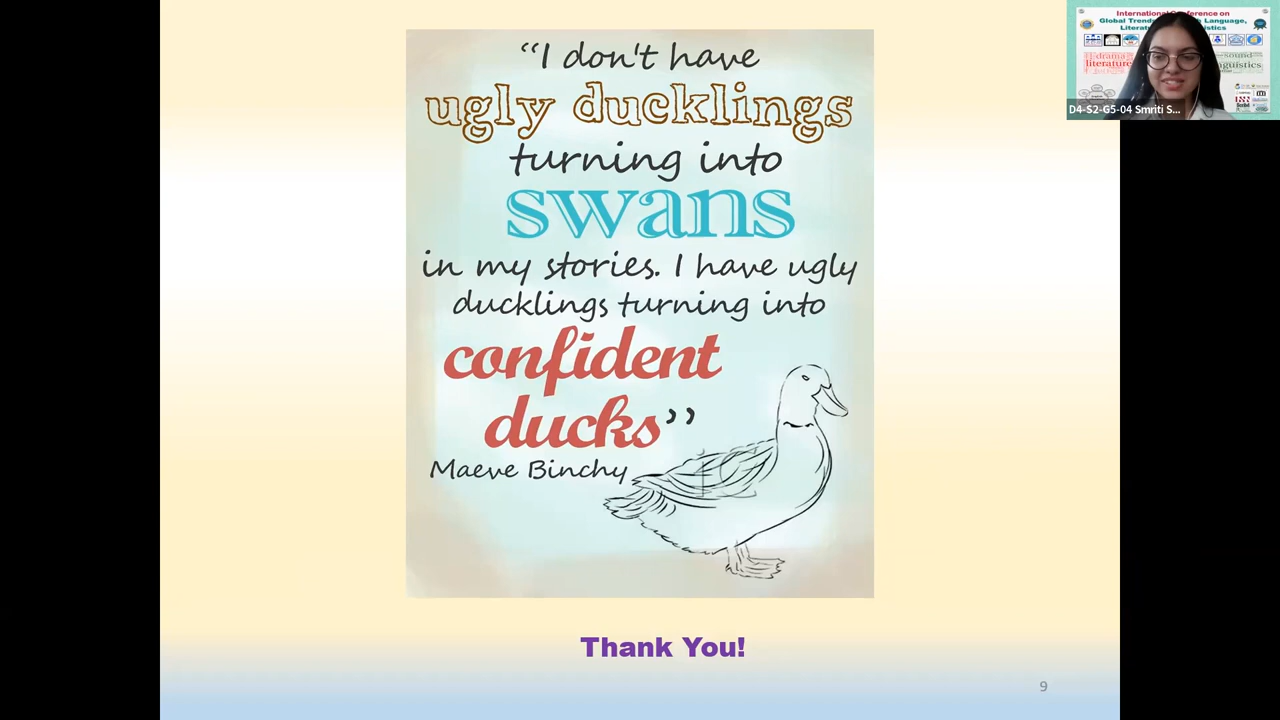 “I don't have
ugly ducklings
turning into
swans
in my stories. I have ugly
ducklings turning into
confident
ducks”
Maeve Binchy
Thank You!
9
International Conference on
Global Trends Language,
D4-S2-G5-04 Smriti S...